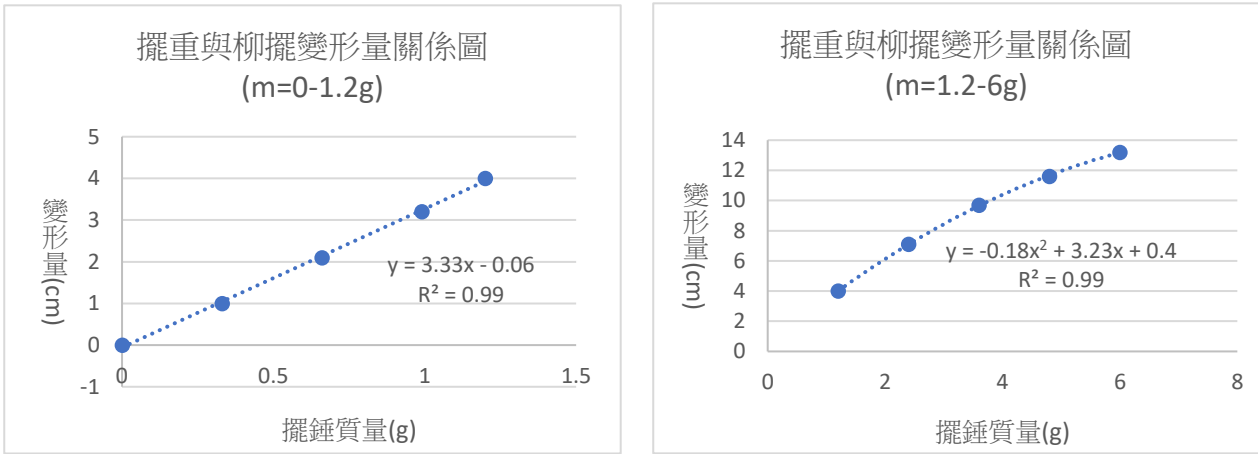 擺重與柳擺變形量關係圖
(m=0-1.2g)
變形量(cm)
5
4
3
2
1
0
-1
0
0.5
1
1.5
y = 3.33x - 0.06
R² = 0.99
擺錘質量(g)
擺重與柳擺變形量關係圖
(m=1.2-6g)
變形量(cm)
14
12
10
8
6
4
2
0
0
2
4
6
8
y = -0.18x² + 3.23x + 0.4
R² = 0.99
擺錘質量(g)